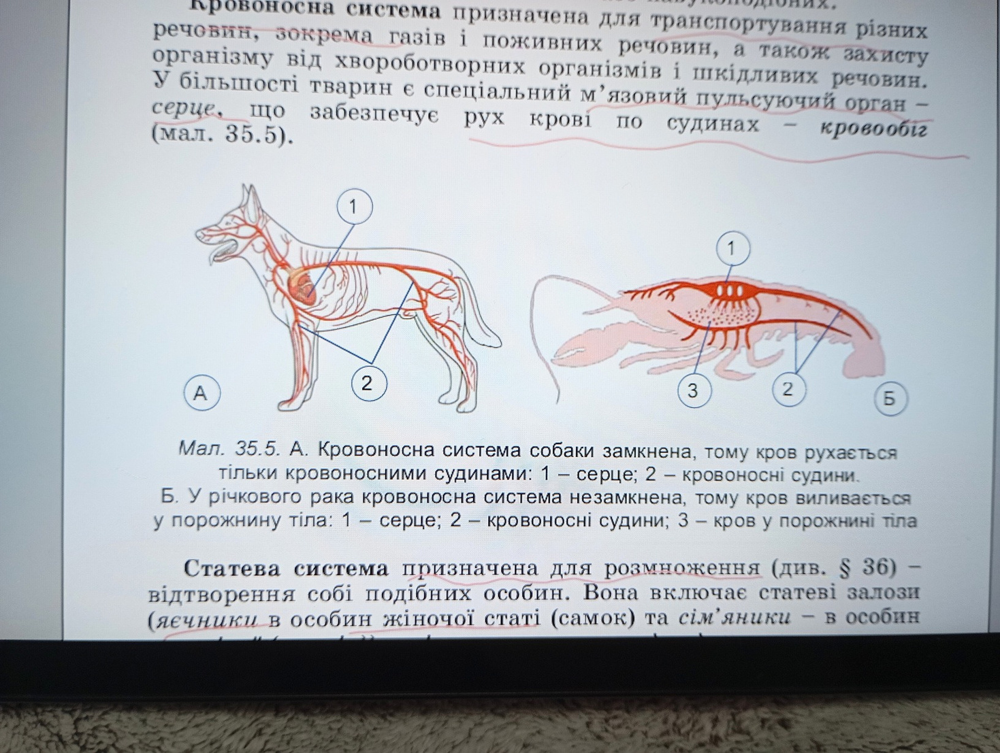 Кровоносна система призначена для транспортування різних
речовин, зокрема газів і поживних речовин, а також захисту
організму від хвороботворних організмів і шкідливих речовин.
У більшості тварин є спеціальний м’язовий пульсуючий орган –
серце, що забезпечує рух крові по судинах – кровообіг
(мал. 35.5).
1
1
2
3
2
А
Б
Мал. 35.5. А. Кровоносна система собаки замкнена, тому кров рухається
тільки кровоносними судинами: 1 – серце; 2 – кровоносні судини.
Б. У річкового рака кровоносна система незамкнена, тому кров виливається
у порожнину тіла: 1 – серце; 2 – кровоносні судини; 3 – кров у порожнині тіла
Статева система призначена для розмноження (див. § 36) –
відтворення собі подібних особин. Вона включає статеві залози
(яєчники в особин жіночої статі (самок) та сім’яники – в особин